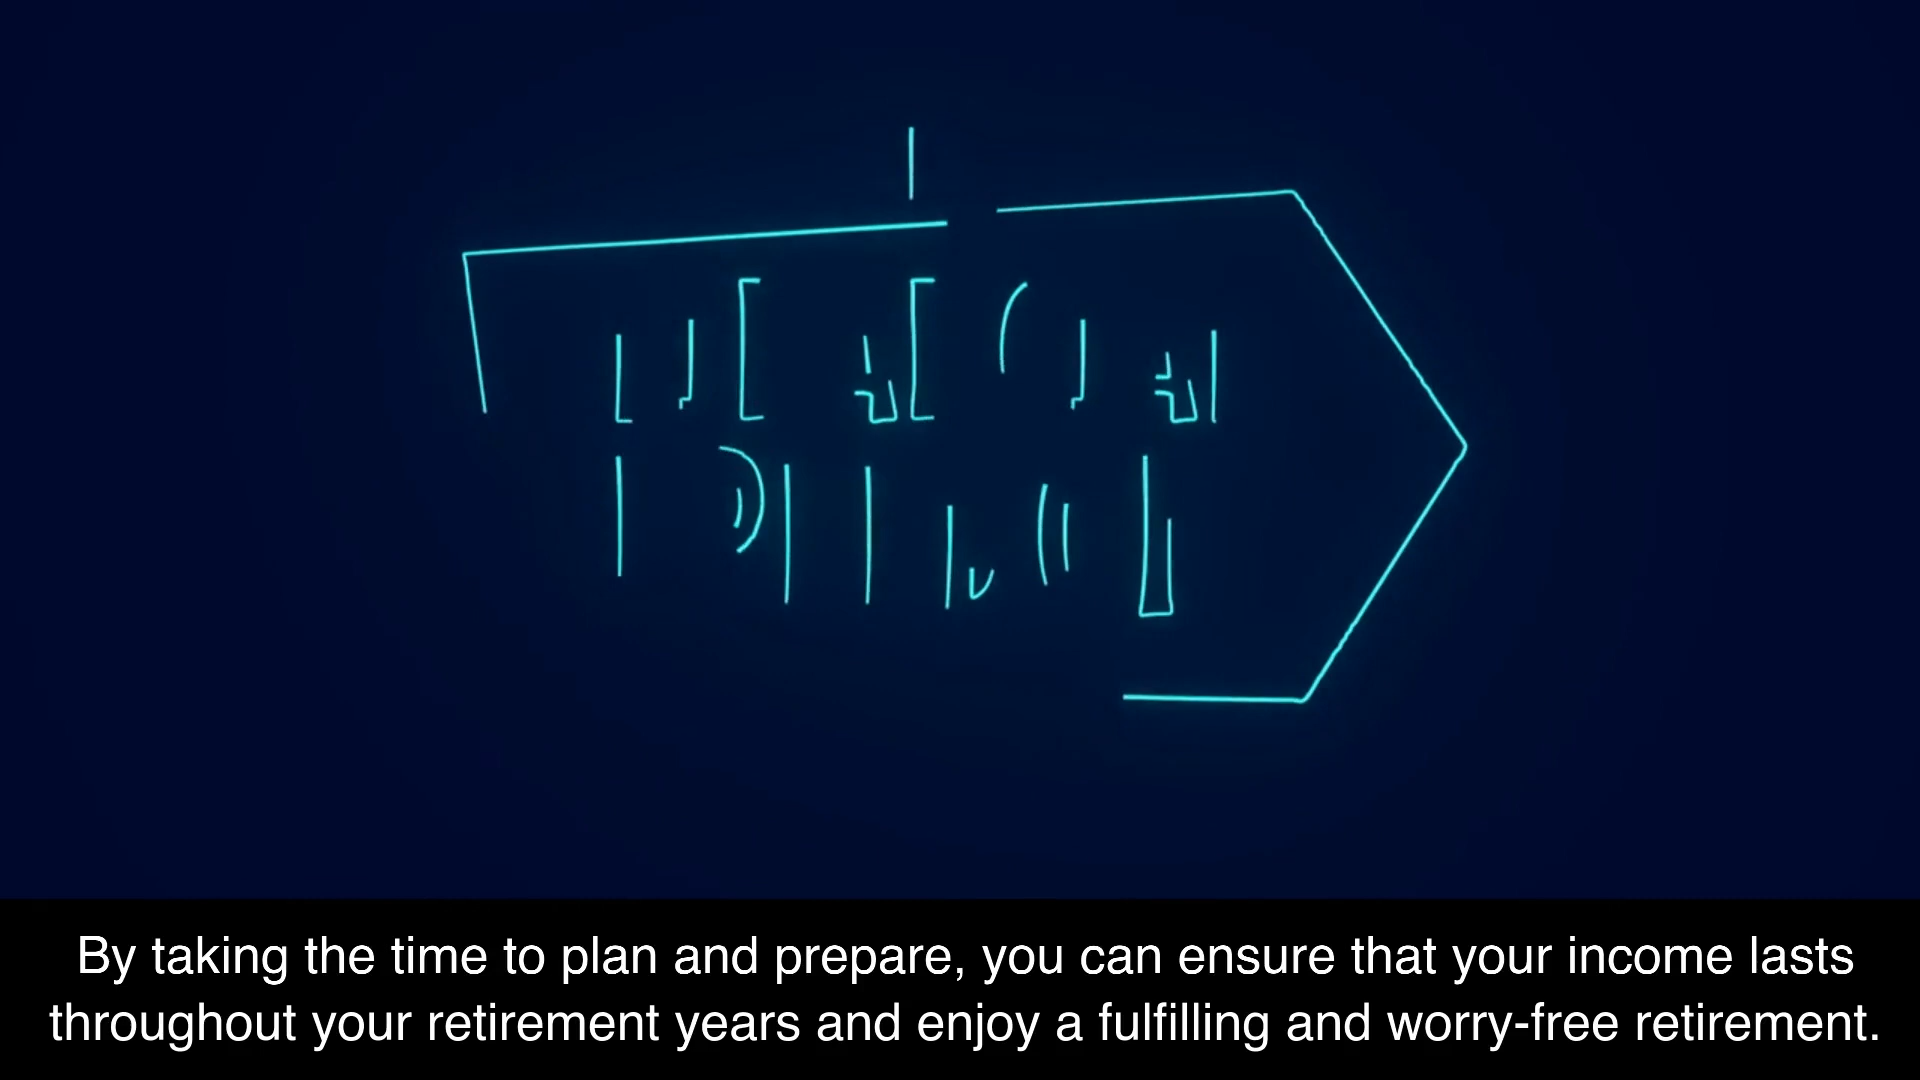 By taking the time to plan and prepare, you can ensure that your income lasts
throughout your retirement years and enjoy a fulfilling and worry-free retirement.